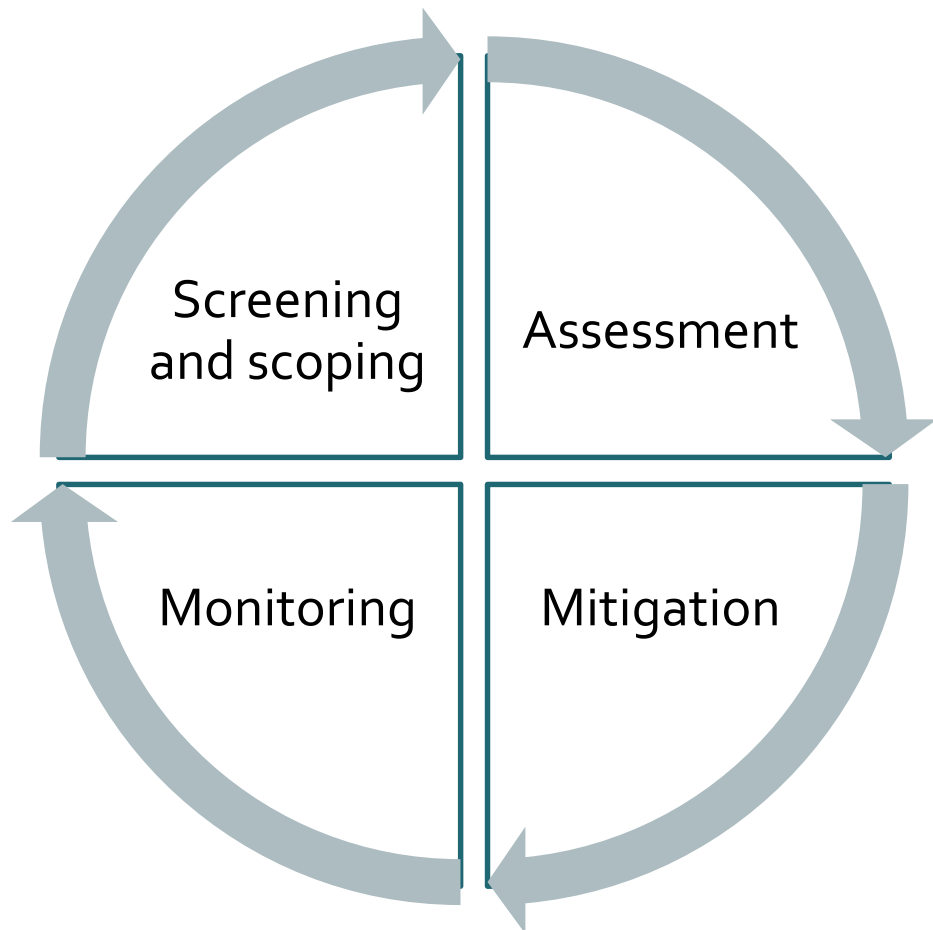 Screening
and scoping
Assessment
Monitoring
Mitigation